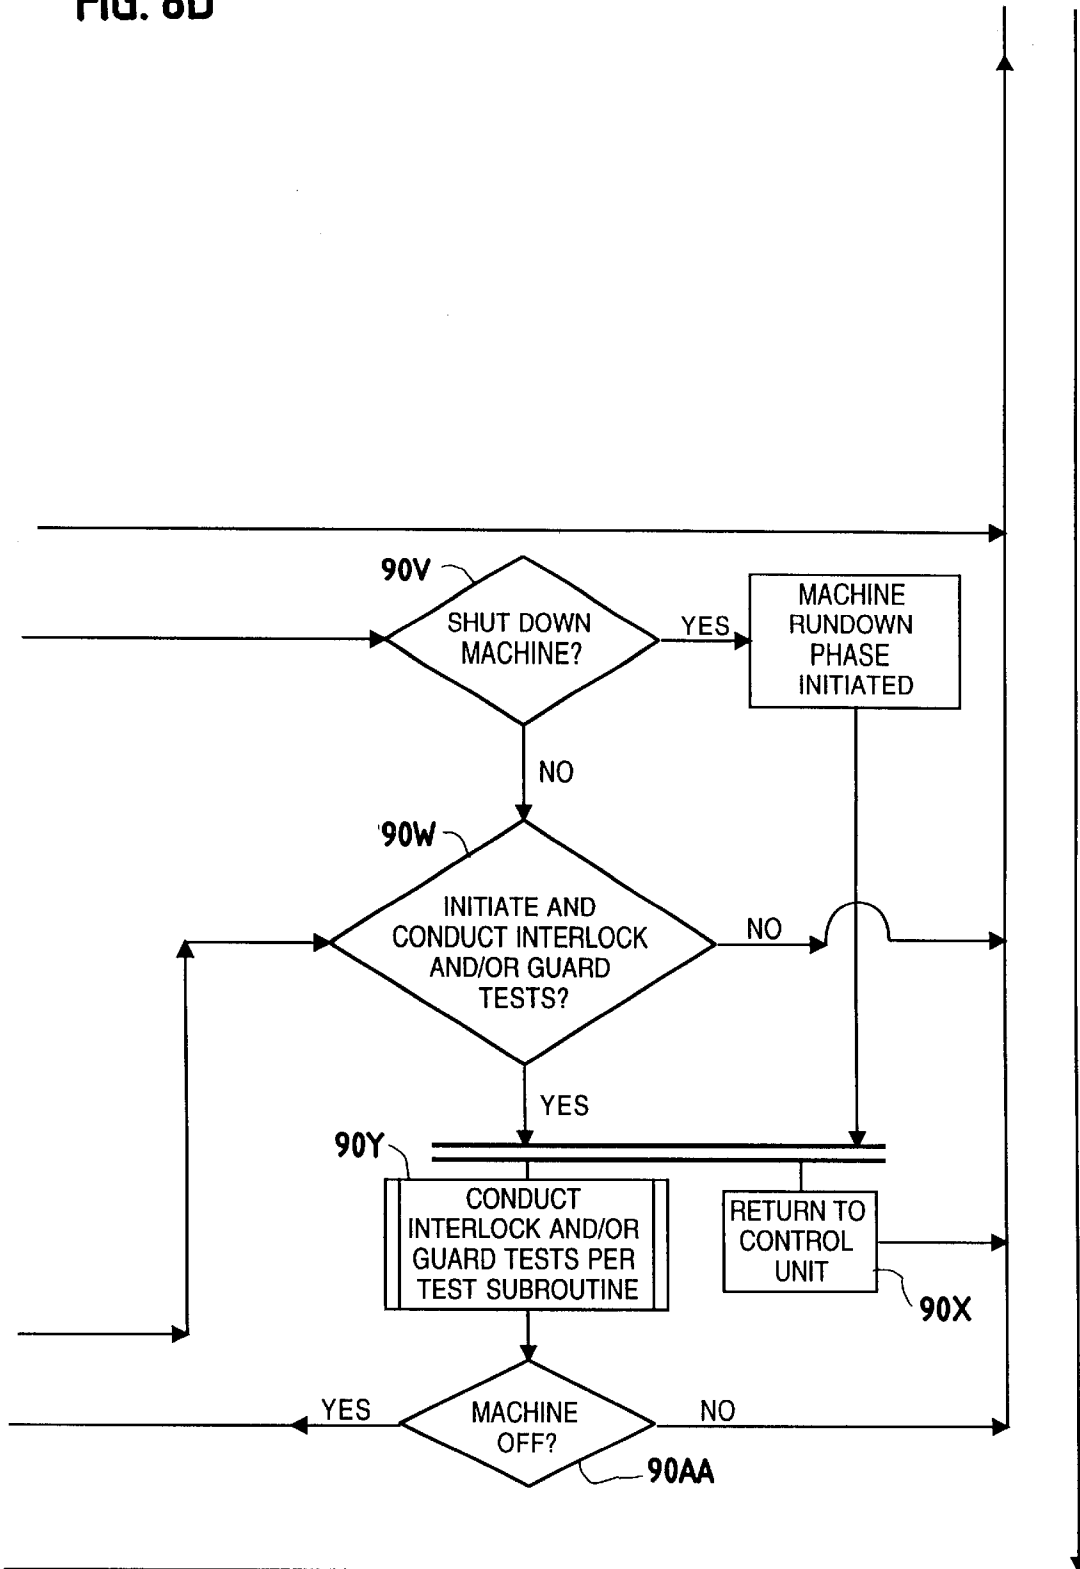 FIG. 8D
90V
SHUT DOWN
MACHINE?
YES
MACHINE
RUNDOWN
PHASE
INITIATED
NO
90W
INITIATE AND
CONDUCT INTERLOCK
AND/OR GUARD
TESTS?
NO
YES
90Y
CONDUCT
INTERLOCK AND/OR
GUARD TESTS PER
TEST SUBROUTINE
RETURN TO
CONTROL
UNIT
90X
YES
MACHINE
OFF?
NO
90AA